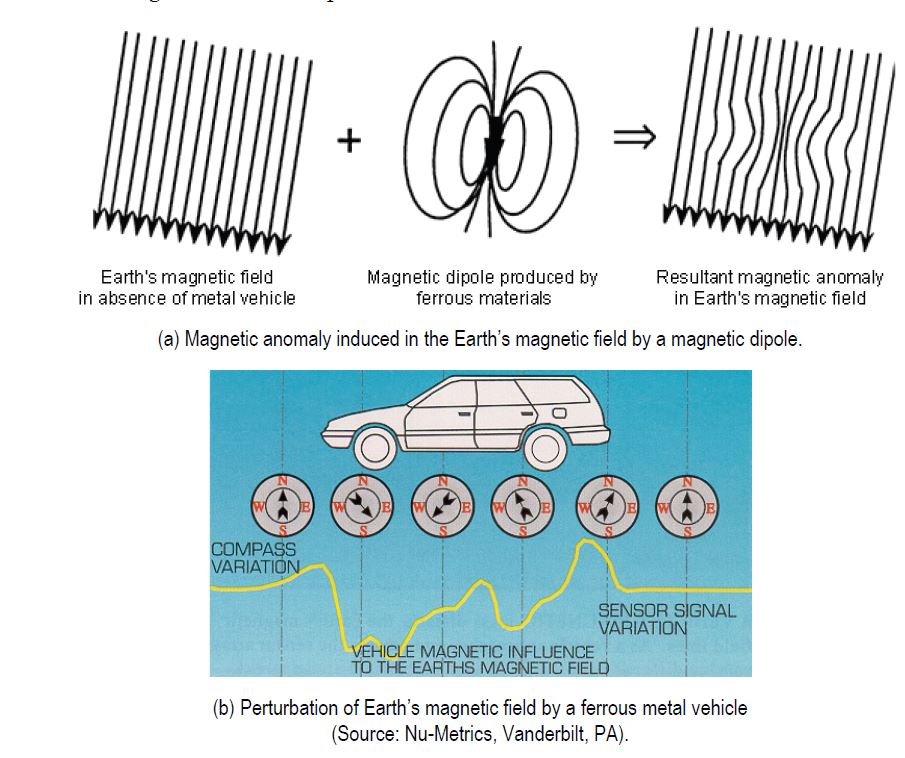 +
⇒
Earth's magnetic field
in absence of metal vehicle
Magnetic dipole produced by
ferrous materials
Resultant magnetic anomaly
in Earth's magnetic field
(a) Magnetic anomaly induced in the Earth's magnetic field by a magnetic dipole.
N N N N N N
W E W E W E W E W E W E
S S S S S S
COMPASS
VARIATION
SENSOR SIGNAL
VARIATION
VEHICLE MAGNETIC INFLUENCE
TO THE EARTHS MAGNETIC FIELD
(b) Perturbation of Earth's magnetic field by a ferrous metal vehicle
(Source: Nu-Metrics, Vanderbilt, PA).